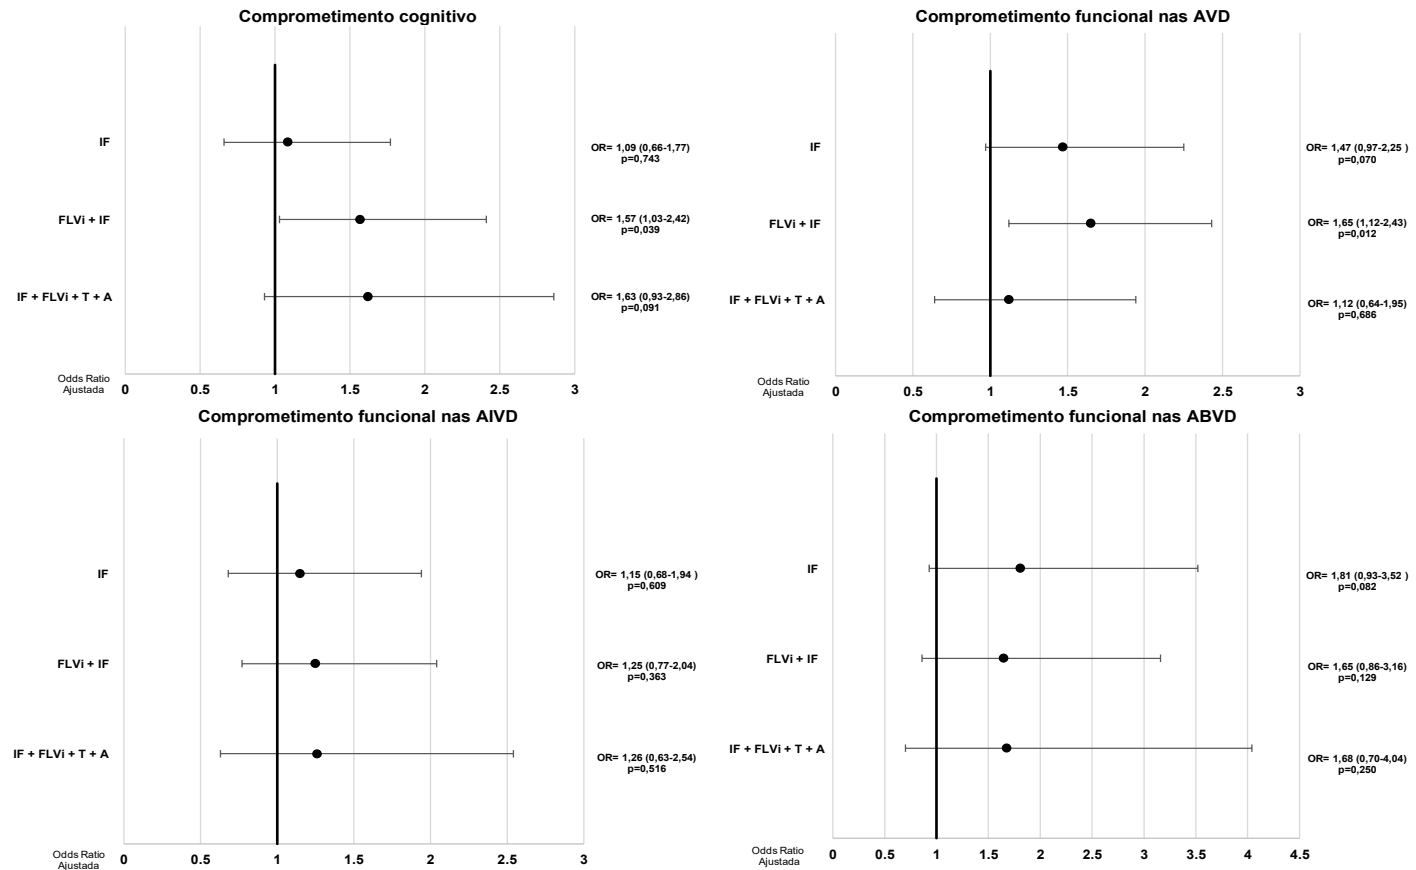 Comprometimento cognitivo
IF
OR= 1,09 (0,66-1,77)
p=0,743
FLVi + IF
OR= 1,57 (1,03-2,42)
p=0,039
IF + FLVi + T + A
OR= 1,63 (0,93-2,86)
p=0,091
Odds Ratio
Ajustada
0 0.5 1 1.5 2 2.5 3
Comprometimento funcional nas AVD
IF
OR= 1,47 (0,97-2,25 )
p=0,070
FLVi + IF
OR= 1,65 (1,12-2,43)
p=0,012
IF + FLVi + T + A
OR= 1,12 (0,64-1,95)
p=0,686
Odds Ratio
Ajustada
0 0.5 1 1.5 2 2.5 3
Comprometimento funcional nas AIVD
IF
OR= 1,15 (0,68-1,94 )
p=0,609
FLVi + IF
OR= 1,25 (0,77-2,04)
p=0,363
IF + FLVi + T + A
OR= 1,26 (0,63-2,54)
p=0,516
Odds Ratio
Ajustada
0 0.5 1 1.5 2 2.5 3
Comprometimento funcional nas ABVD
IF
OR= 1,81 (0,93-3,52 )
p=0,082
FLVi + IF
OR= 1,65 (0,86-3,16)
p=0,129
IF + FLVi + T + A
OR= 1,68 (0,70-4,04)
p=0,250
Odds Ratio
Ajustada
0 0.5 1 1.5 2 2.5 3 3.5 4 4.5